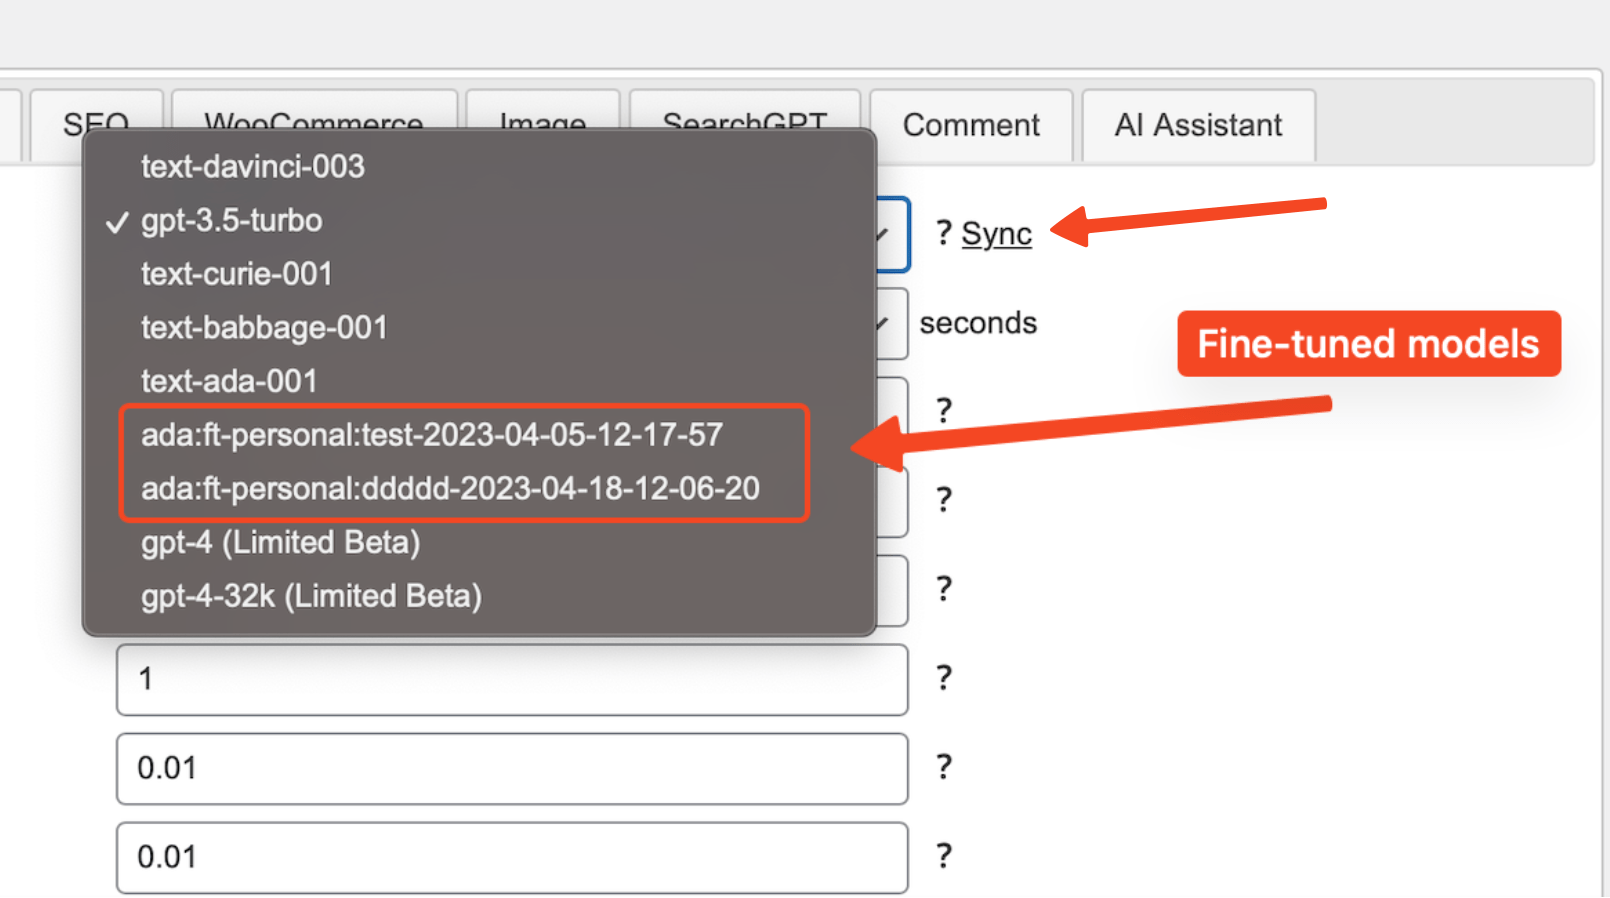 SEO
WooCommerce
Image
SearchGPT
Comment
AI Assistant
text-davinci-003
✓ gpt-3.5-turbo
text-curie-001
text-babbage-001
text-ada-001
ada:ft-personal:test-2023-04-05-12-17-57
ada:ft-personal:ddddd-2023-04-18-12-06-20
gpt-4 (Limited Beta)
gpt-4-32k (Limited Beta)
? Sync
seconds
Fine-tuned models
?
?
?
1 ?
0.01 ?
0.01 ?